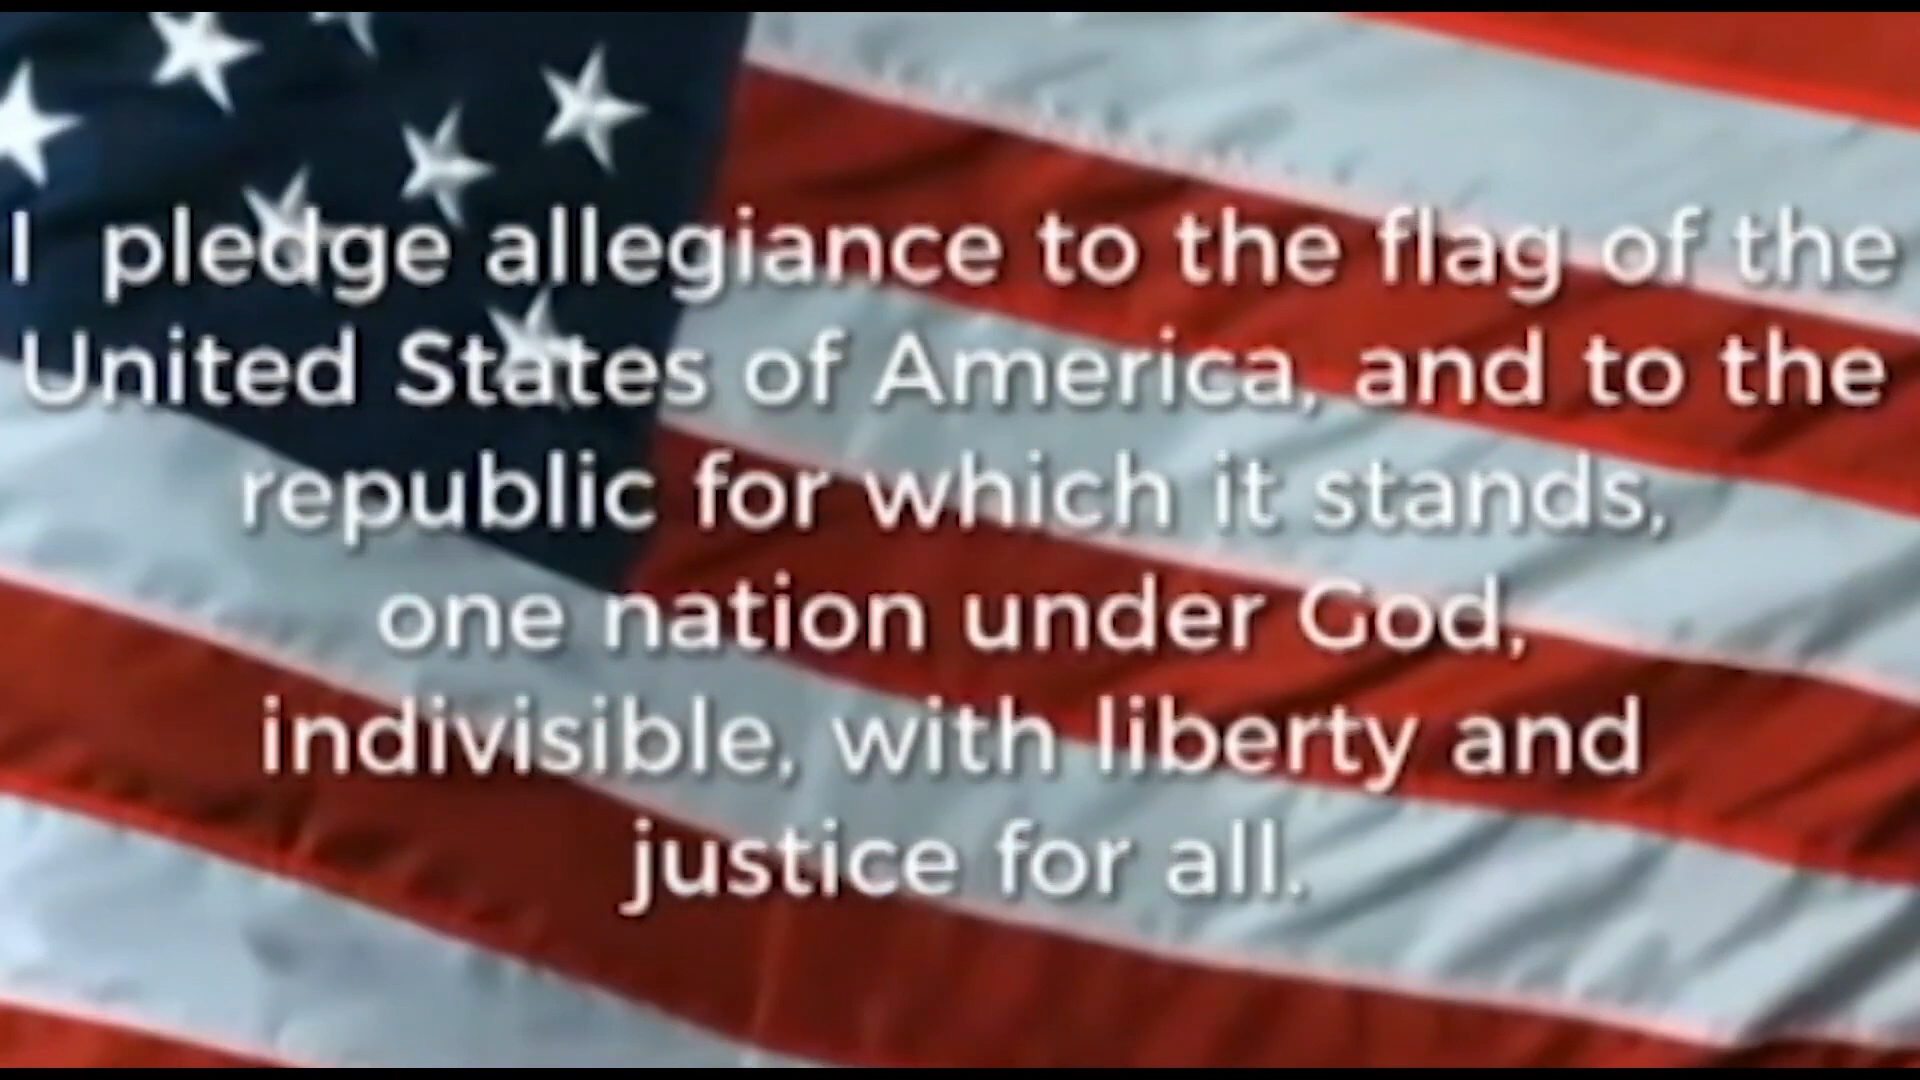 I pledge allegiance to the flag of the
United States of America, and to the
republic for which it stands,
one nation under God,
indivisible, with liberty and
justice for all.